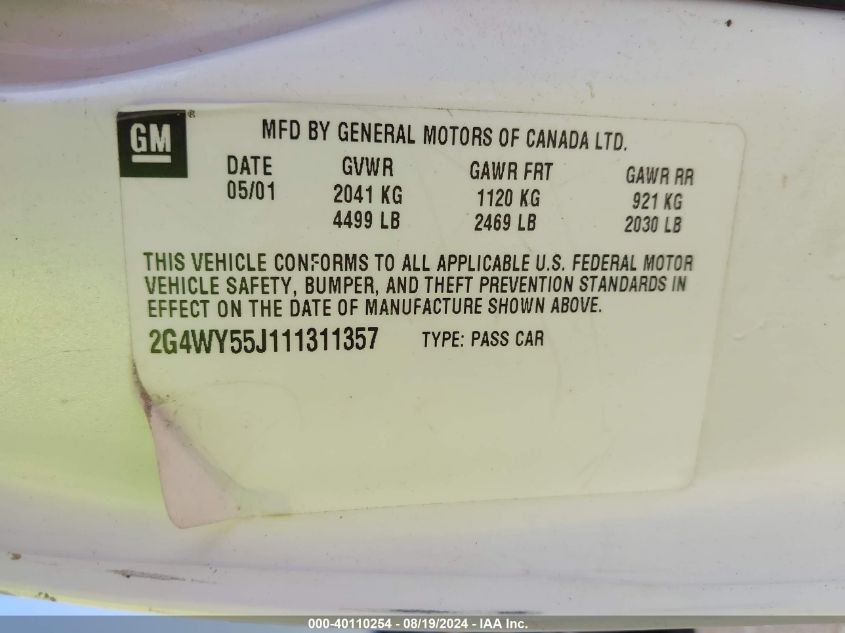 GM ®
MFD BY GENERAL MOTORS OF CANADA LTD.
DATE GVWR GAWR FRT GAWR RR
05/01 2041 KG 1120 KG 921 KG
4499 LB 2469 LB 2030 LB
THIS VEHICLE CONFORMS TO ALL APPLICABLE U.S. FEDERAL MOTOR
VEHICLE SAFETY, BUMPER, AND THEFT PREVENTION STANDARDS IN
EFFECT ON THE DATE OF MANUFACTURE SHOWN ABOVE.
2G4WY55J111311357 TYPE: PASS CAR
000-40110254 - 08/19/2024 - IAA Inc.